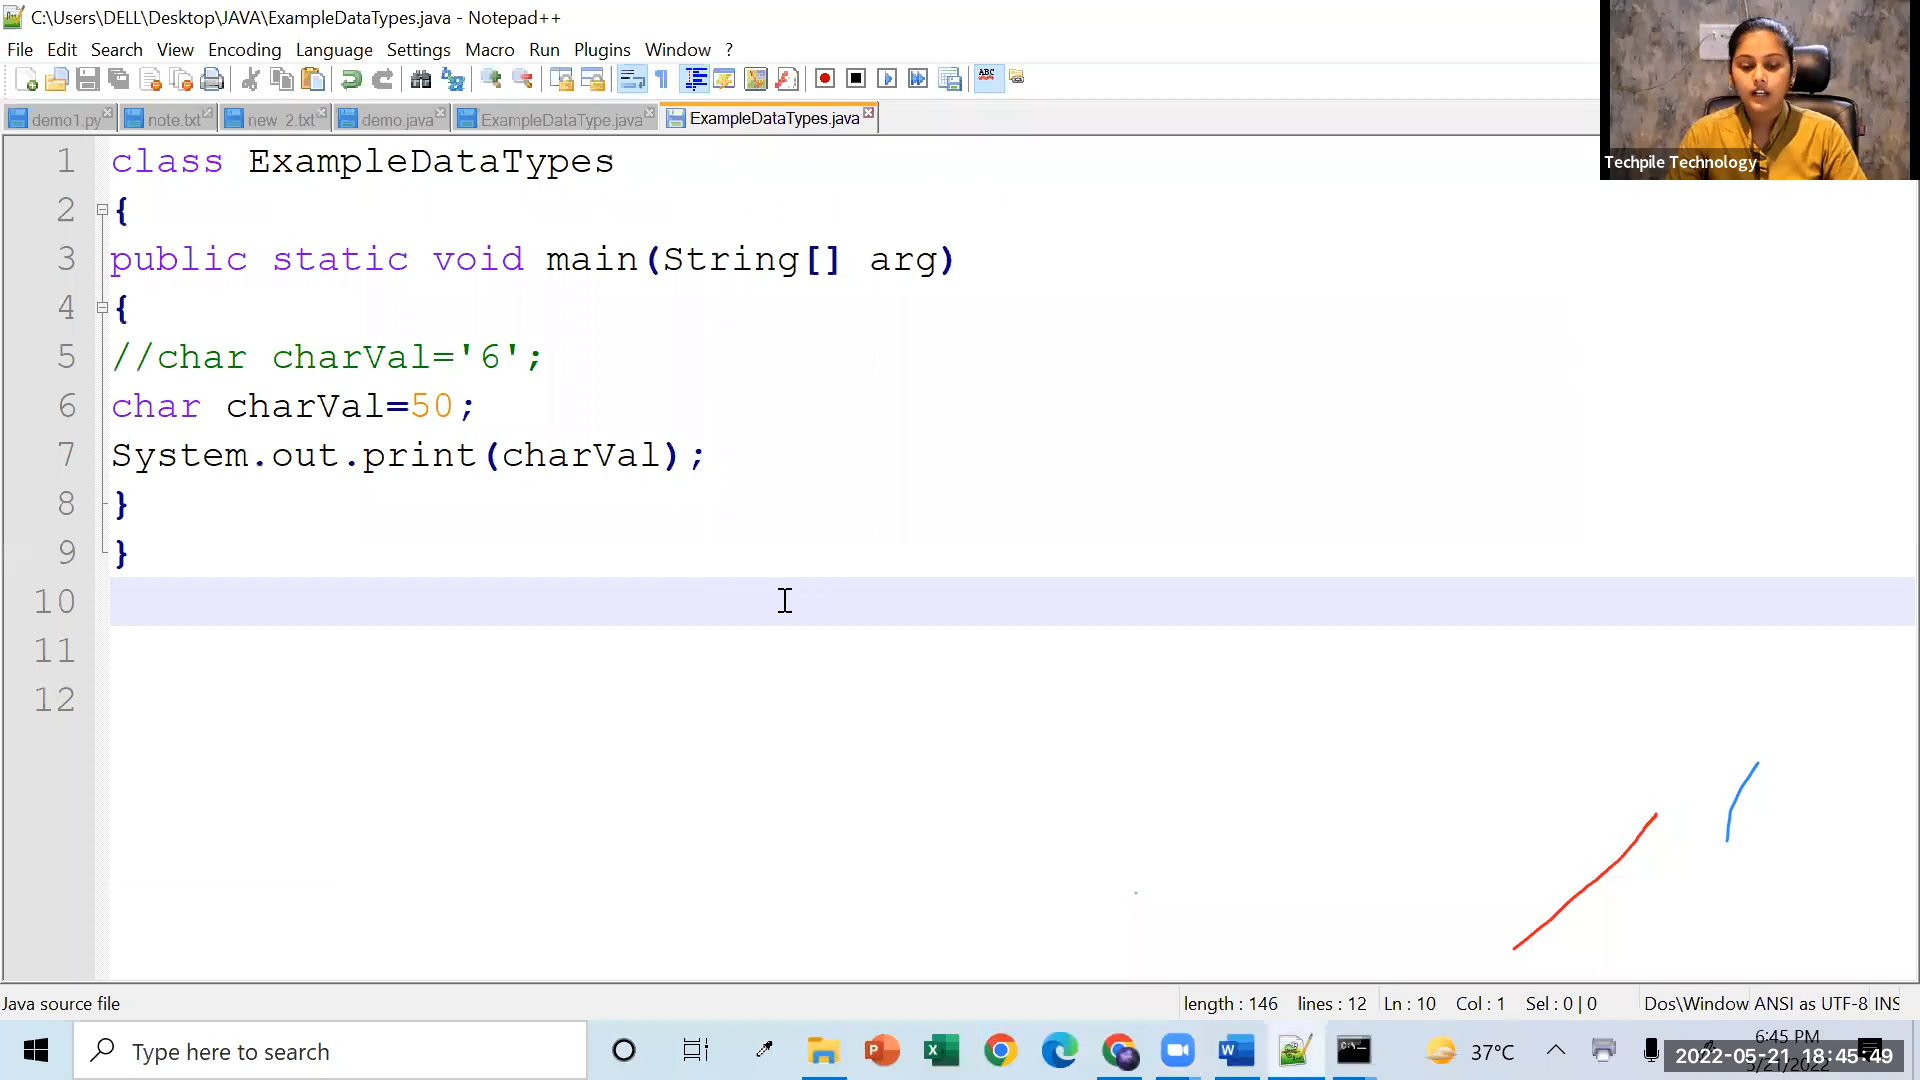 C:\Users\DELL\Desktop\JAVA\ExampleDataTypes.java - Notepad++
File Edit Search View Encoding Language Settings Macro Run Plugins Window ?
ABC
demo1.py note.txt new 2.txt demo.java ExampleDataType.java ExampleDataTypes.java
Techpile Technology
1 class ExampleDataTypes
2 {
3 public static void main(String[] arg)
4 {
5 //char charVal='6';
6 char charVal=50;
7 System.out.print(charVal);
8 }
9 }
10
11
12
Java source file length : 146 lines : 12 Ln : 10 Col : 1 Sel : 0 | 0 Dos\Window ANSI as UTF-8 INS
Type here to search 37°C 6:45 PM
2022-05-21 18:45:49